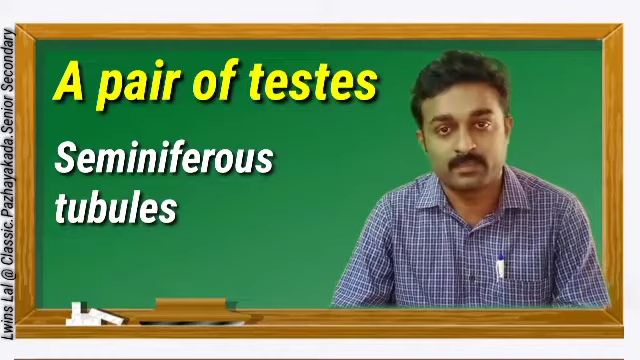 A pair of testes
Seminiferous
tubules
Lwins Lal @ Classic.Pazhayakada.Senior Secondary